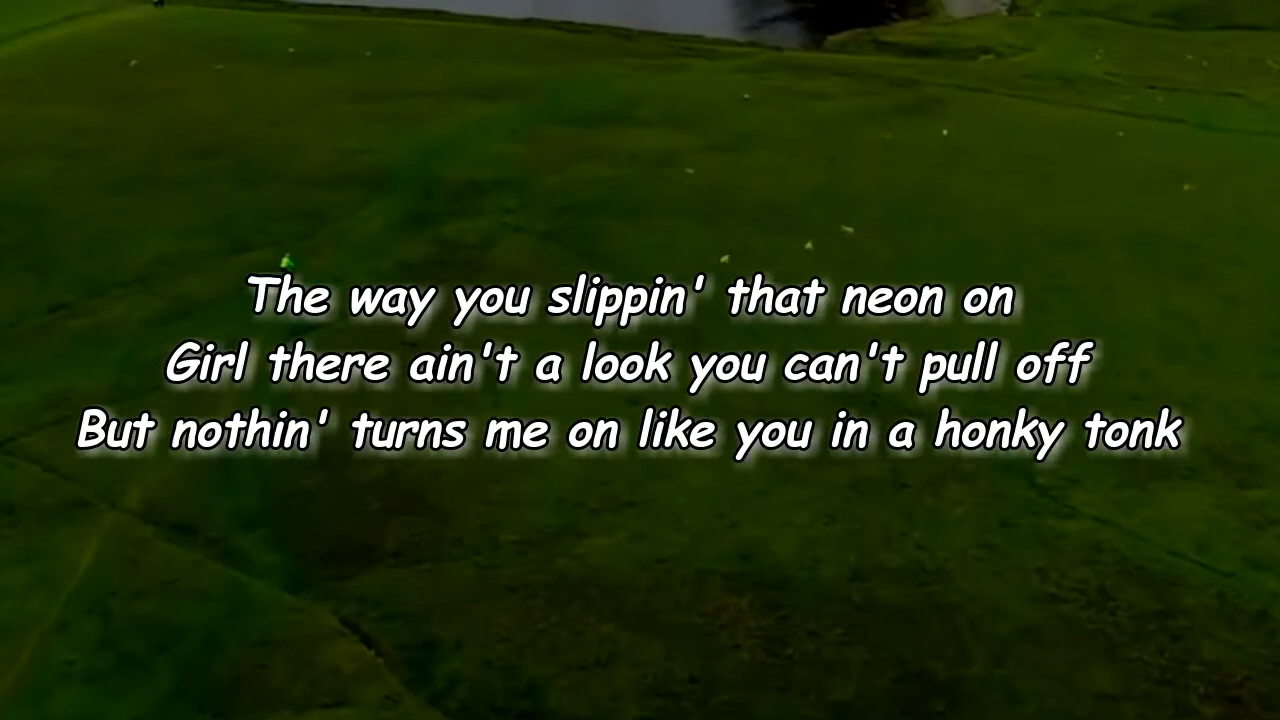 The way you slippin' that neon on
Girl there ain't a look you can't pull off
But nothin' turns me on like you in a honky tonk